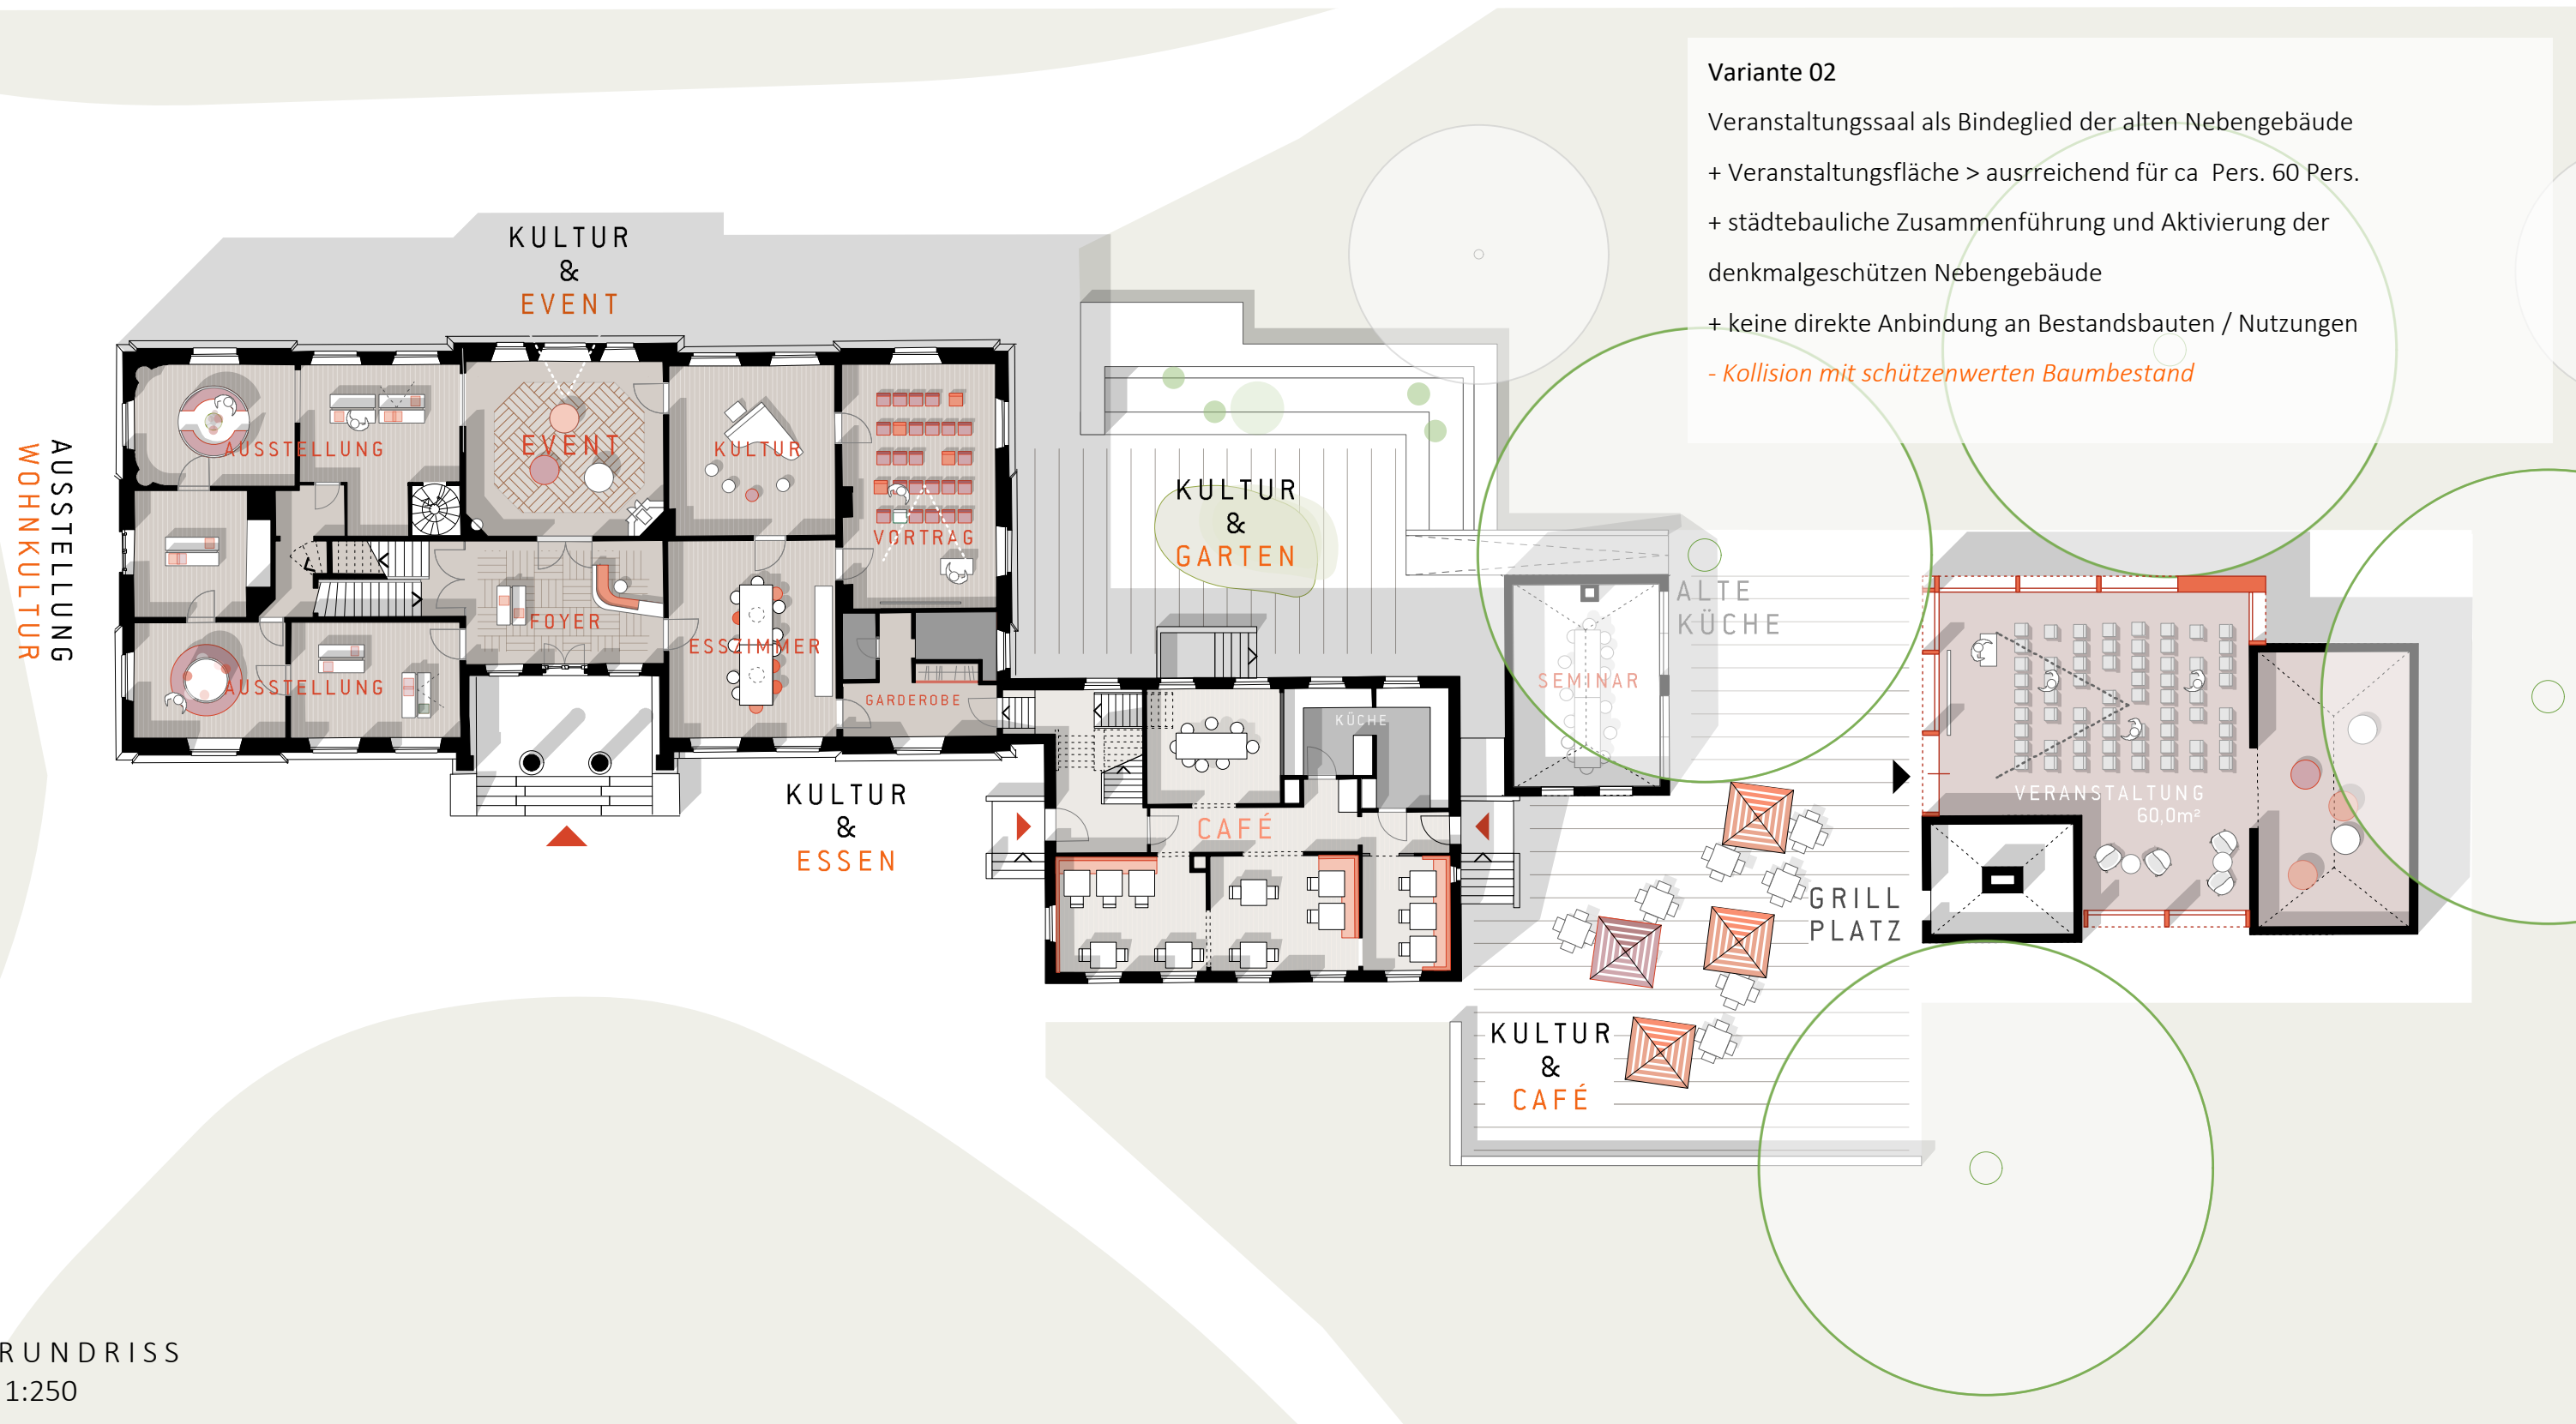 Variante 02
Veranstaltungssaal als Bindeglied der alten Nebengebäude
+ Veranstaltungsfläche > ausrreichend für ca  Pers. 60 Pers.
+ städtebauliche Zusammenführung und Aktivierung der
denkmalgeschützen Nebengebäude
+ keine direkte Anbindung an Bestandsbauten / Nutzungen
- Kollision mit schützenwerten Baumbestand
KULTUR
&
EVENT
AUSSTELLUNG
WOHNKULTUR
AUSSTELLUNG
EVENT
KULTUR
VORTRAG
FOYER
ESSZIMMER
AUSSTELLUNG
GARDEROBE
KULTUR
&
GARTEN
KULTUR
&
ESSEN
KÜCHE
CAFÉ
ALTE
KÜCHE
SEMINAR
VERANSTALTUNG
60,0m²
GRILL
PLATZ
KULTUR
&
CAFÉ
RUNDRISS
1:250